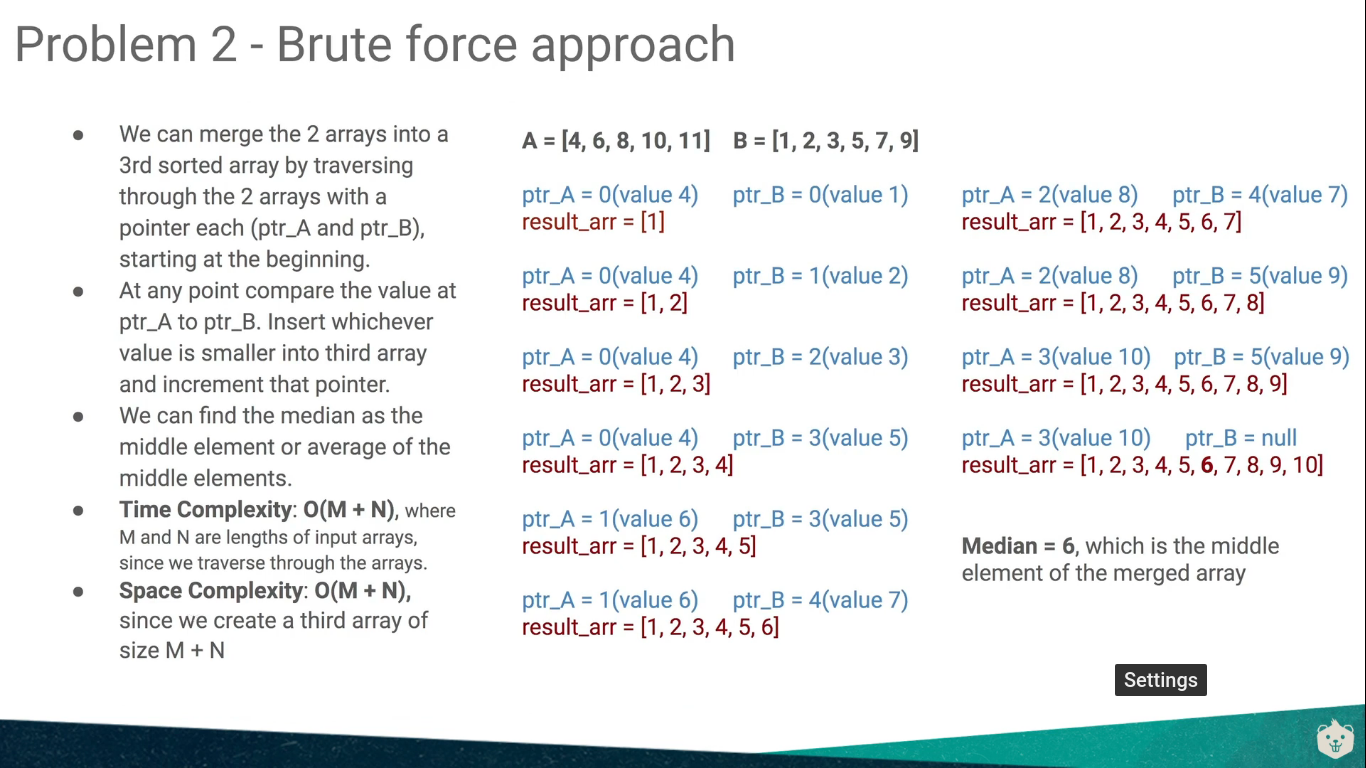 Problem 2 - Brute force approach
● We can merge the 2 arrays into a
3rd sorted array by traversing
through the 2 arrays with a
pointer each (ptr_A and ptr_B),
starting at the beginning.
● At any point compare the value at
ptr_A to ptr_B. Insert whichever
value is smaller into third array
and increment that pointer.
● We can find the median as the
middle element or average of the
middle elements.
● Time Complexity: O(M + N), where
M and N are lengths of input arrays,
since we traverse through the arrays.
● Space Complexity: O(M + N),
since we create a third array of
size M + N
A = [4, 6, 8, 10, 11] B = [1, 2, 3, 5, 7, 9]
ptr_A = 0(value 4) ptr_B = 0(value 1)
result_arr = [1]
ptr_A = 0(value 4) ptr_B = 1(value 2)
result_arr = [1, 2]
ptr_A = 0(value 4) ptr_B = 2(value 3)
result_arr = [1, 2, 3]
ptr_A = 0(value 4) ptr_B = 3(value 5)
result_arr = [1, 2, 3, 4]
ptr_A = 1(value 6) ptr_B = 3(value 5)
result_arr = [1, 2, 3, 4, 5]
ptr_A = 1(value 6) ptr_B = 4(value 7)
result_arr = [1, 2, 3, 4, 5, 6]
ptr_A = 2(value 8) ptr_B = 4(value 7)
result_arr = [1, 2, 3, 4, 5, 6, 7]
ptr_A = 2(value 8) ptr_B = 5(value 9)
result_arr = [1, 2, 3, 4, 5, 6, 7, 8]
ptr_A = 3(value 10) ptr_B = 5(value 9)
result_arr = [1, 2, 3, 4, 5, 6, 7, 8, 9]
ptr_A = 3(value 10) ptr_B = null
result_arr = [1, 2, 3, 4, 5, 6, 7, 8, 9, 10]
Median = 6, which is the middle
element of the merged array
Settings